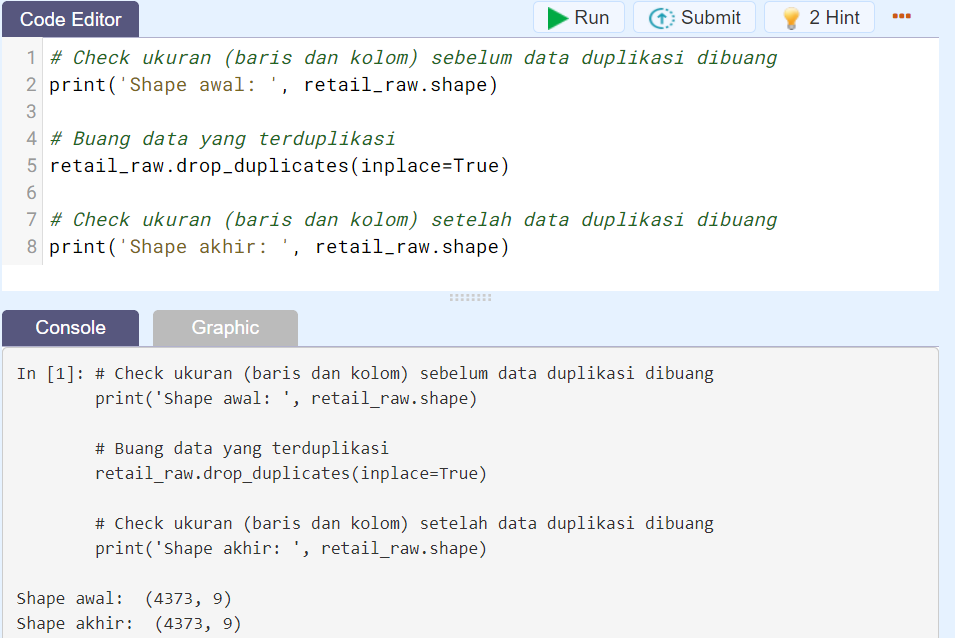 Code Editor
Run
Submit
2 Hint
1 # Check ukuran (baris dan kolom) sebelum data duplikasi dibuang
2 print('Shape awal: ', retail_raw.shape)
3
4 # Buang data yang terduplikasi
5 retail_raw.drop_duplicates(inplace=True)
6
7 # Check ukuran (baris dan kolom) setelah data duplikasi dibuang
8 print('Shape akhir: ', retail_raw.shape)
Console
Graphic
In [1]: # Check ukuran (baris dan kolom) sebelum data duplikasi dibuang
print('Shape awal: ', retail_raw.shape)
# Buang data yang terduplikasi
retail_raw.drop_duplicates(inplace=True)
# Check ukuran (baris dan kolom) setelah data duplikasi dibuang
print('Shape akhir: ', retail_raw.shape)
Shape awal:  (4373, 9)
Shape akhir:  (4373, 9)